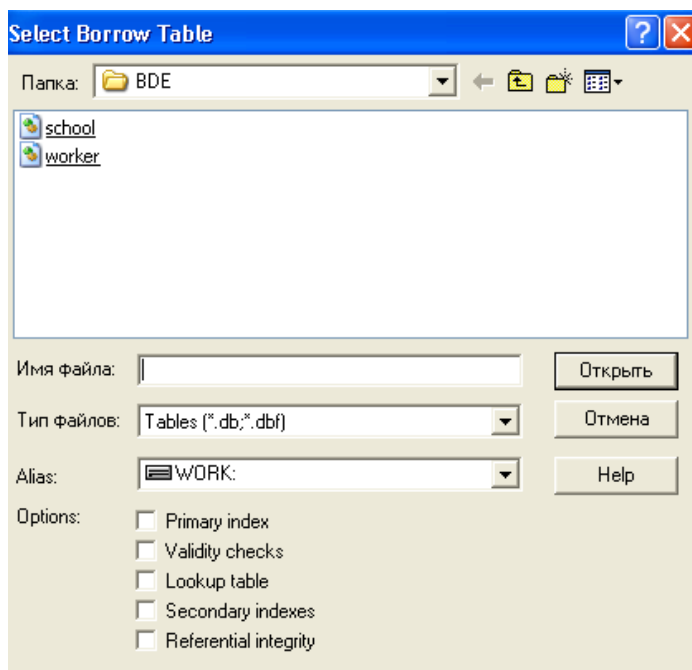 Select Borrow Table
Папка: BDE
school
worker
Имя файла:
Открыть
Тип файлов: Tables (*.db;*.dbf)
Отмена
Alias: WORK:
Help
Options:
Primary index
Validity checks
Lookup table
Secondary indexes
Referential integrity